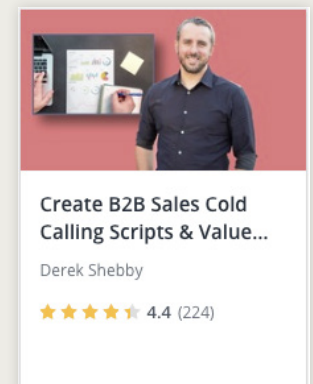 Create B2B Sales Cold
Calling Scripts & Value...
Derek Shebby
4.4 (224)